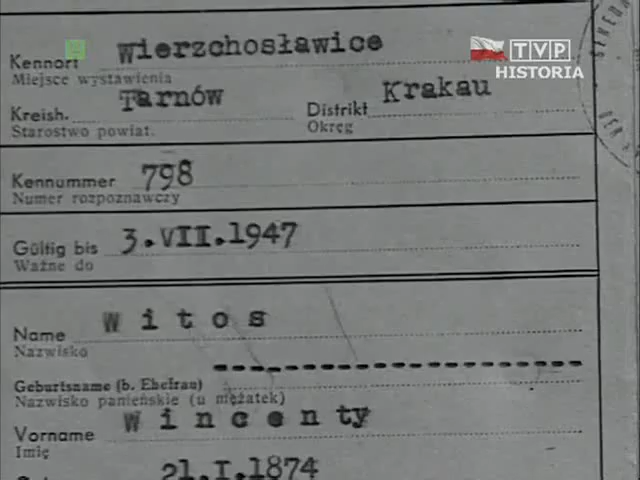 TVP
HISTORIA
Kennort Wierzchosławice
Miejsce wystawienia
Kreish. Tarnów Distrikt Krakau
Starostwo powiat. Okręg
Kennummer 798
Numer rozpoznawczy
Gültig bis 3.VII.1947
Ważne do
Name Witos
Nazwisko
Geburtsname (b. Ehefrau)
Nazwisko panieńskie (u mężatek)
Vorname Wincenty
Imię
21.I.1874